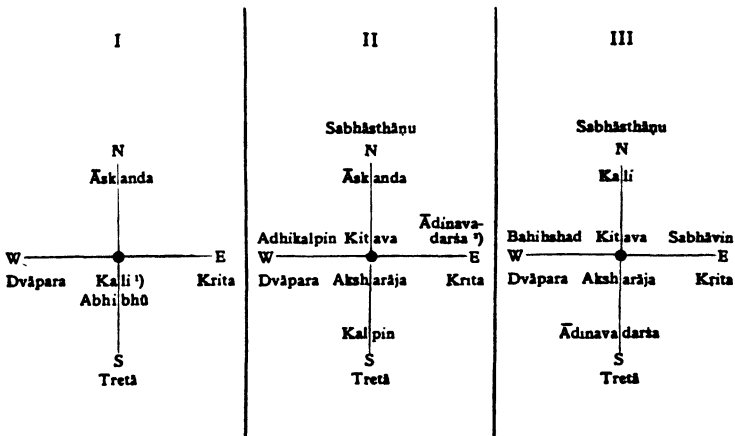 I
N
Āskanda
W E
Dvāpara Kali ¹) Krita
Abhibhū
S
Tretā
II
Sabhāsthāṇu
N
Āskanda
Ādinava-
Adhikalpin Kitava darśa ²)
W E
Dvāpara Aksharāja Krita
Kalpin
S
Tretā
III
Sabhāsthāṇu
N
Kali
Bahihshad Kitava Sabhāvin
W E
Dvāpara Aksharāja Krita
Ādinavadarśa
S
Tretā